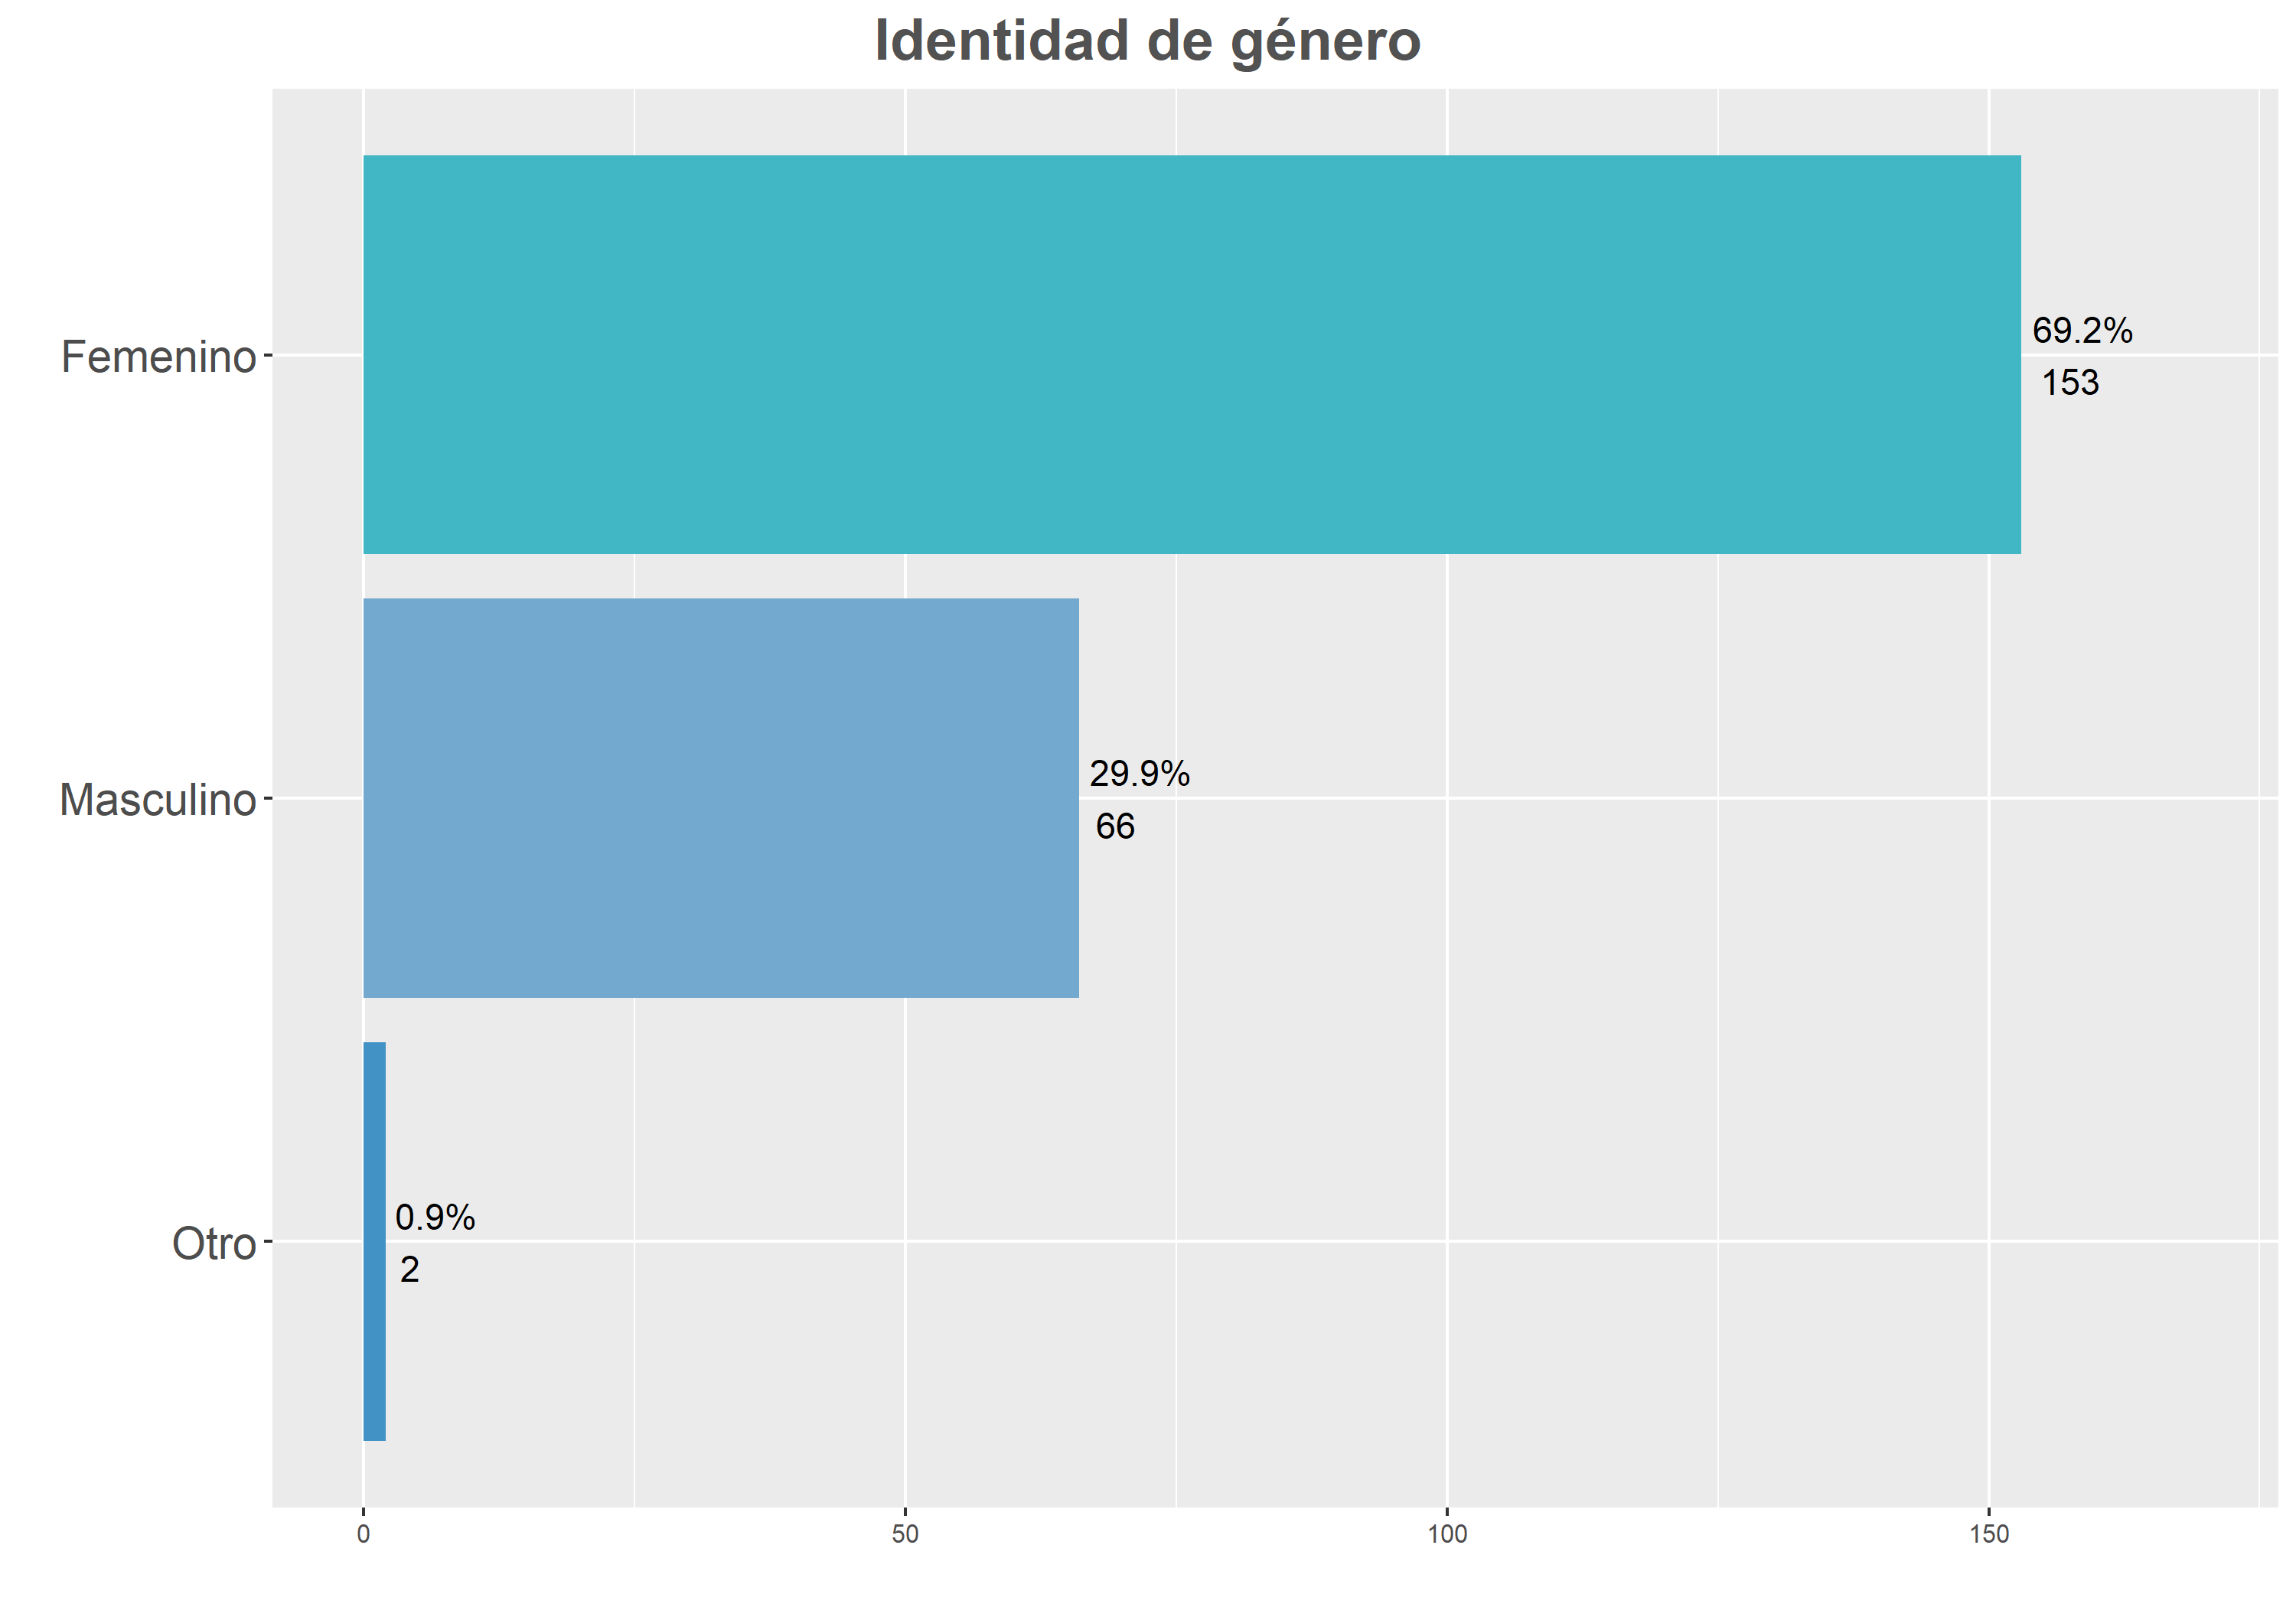 Identidad de género
Femenino
69.2%
153
Masculino
29.9%
66
Otro
0.9%
2
0 50 100 150